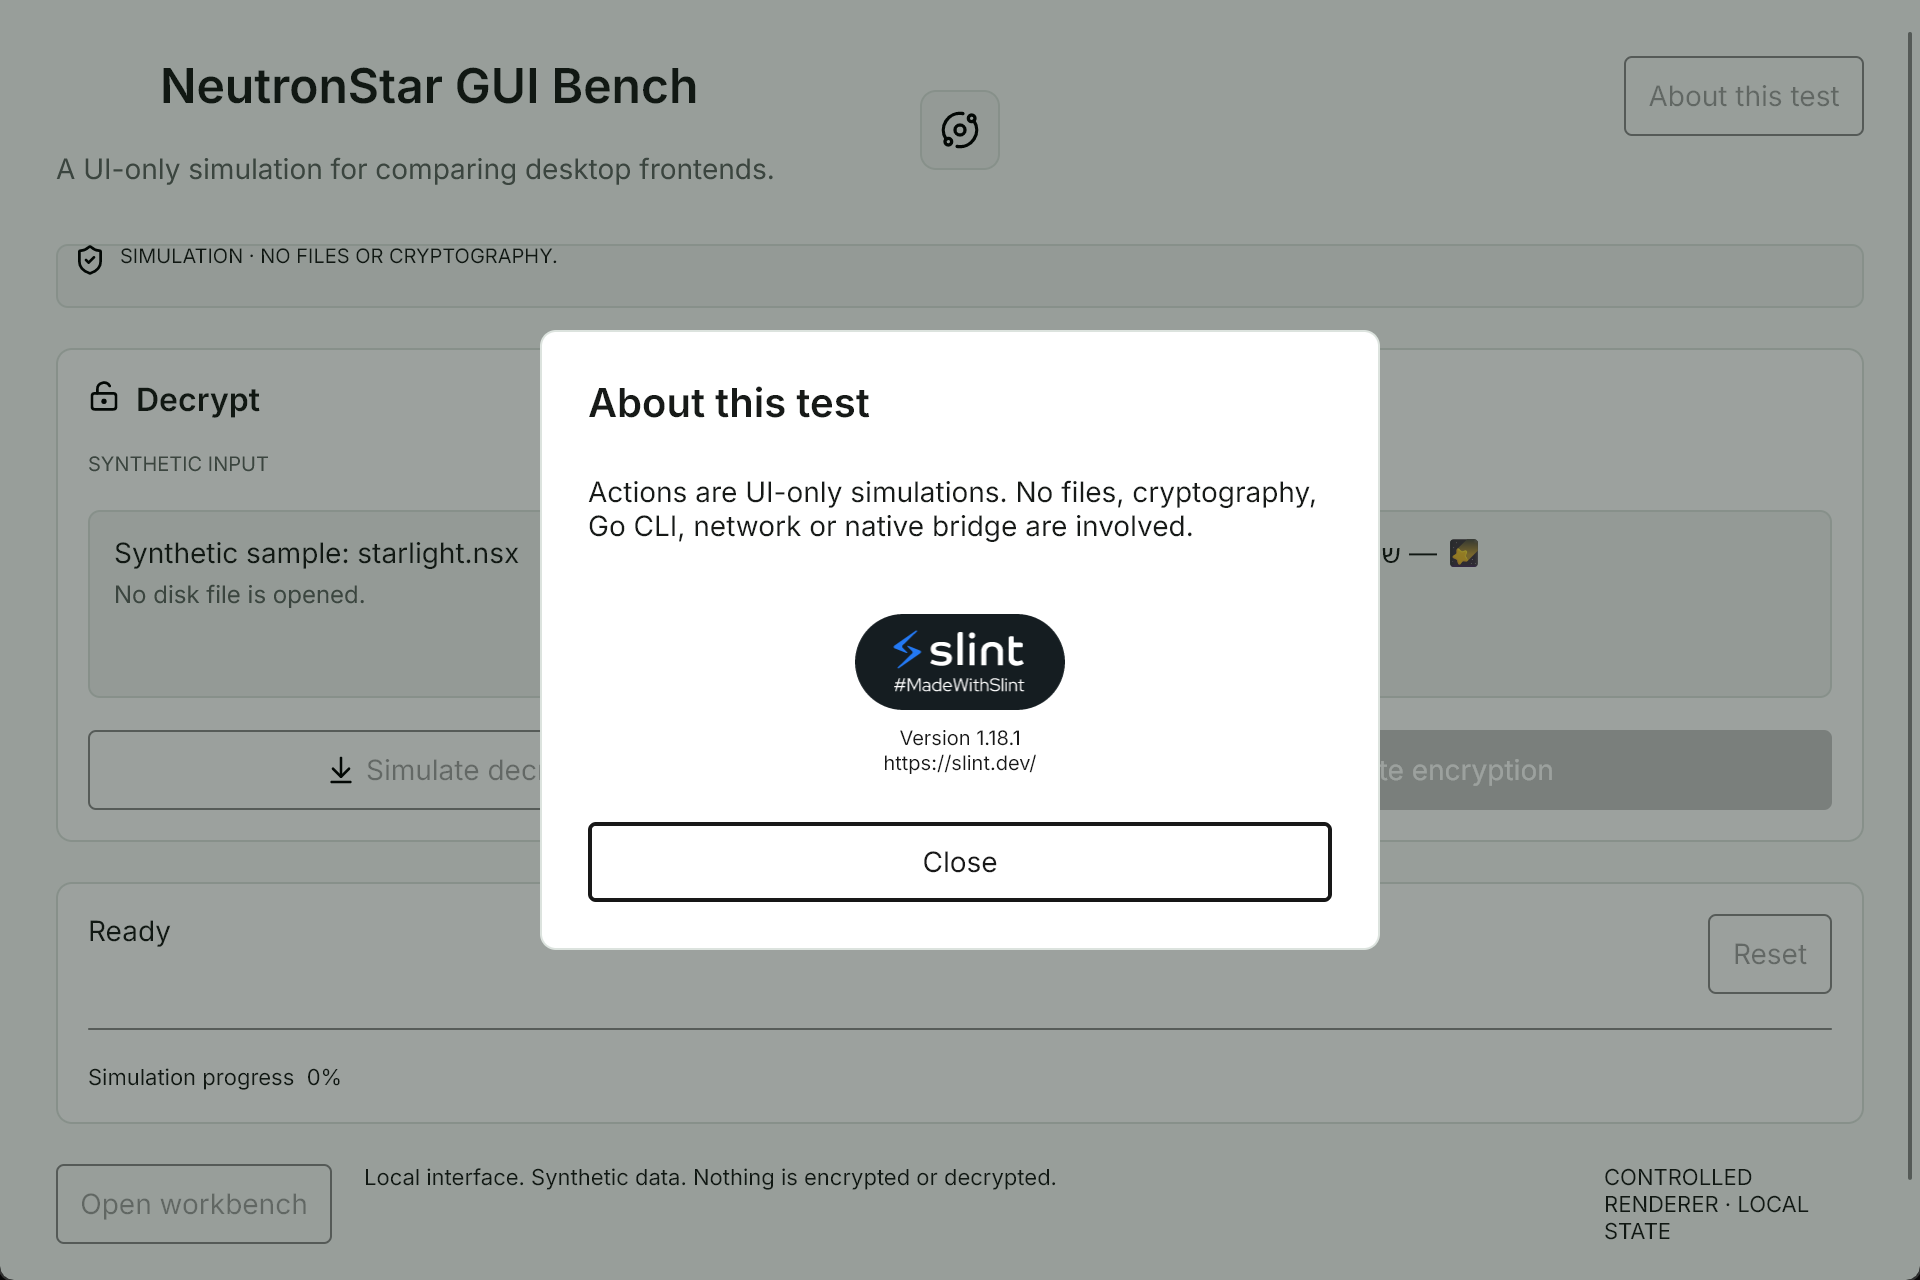 NeutronStar GUI Bench
About this test
A UI-only simulation for comparing desktop frontends.
SIMULATION · NO FILES OR CRYPTOGRAPHY.
Decrypt
SYNTHETIC INPUT
Synthetic sample: starlight.nsx
No disk file is opened.
ש — 🌠
Simulate
encryption
About this test
Actions are UI-only simulations. No files, cryptography,
Go CLI, network or native bridge are involved.
slint
#MadeWithSlint
Version 1.18.1
https://slint.dev/
Close
Ready
Reset
Simulation progress 0%
Open workbench
Local interface. Synthetic data. Nothing is encrypted or decrypted.
CONTROLLED
RENDERER · LOCAL
STATE